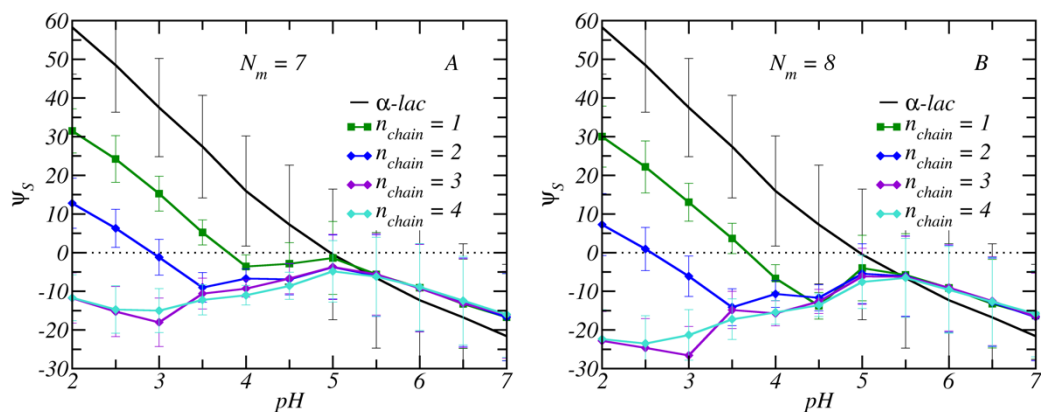 60
50
40
30
20
10
0
-10
-20
-30
Ψ_S
N_m = 7
A
α-lac
n_chain = 1
n_chain = 2
n_chain = 3
n_chain = 4
2 3 4 5 6 7
pH
60
50
40
30
20
10
0
-10
-20
-30
Ψ_S
N_m = 8
B
α-lac
n_chain = 1
n_chain = 2
n_chain = 3
n_chain = 4
2 3 4 5 6 7
pH